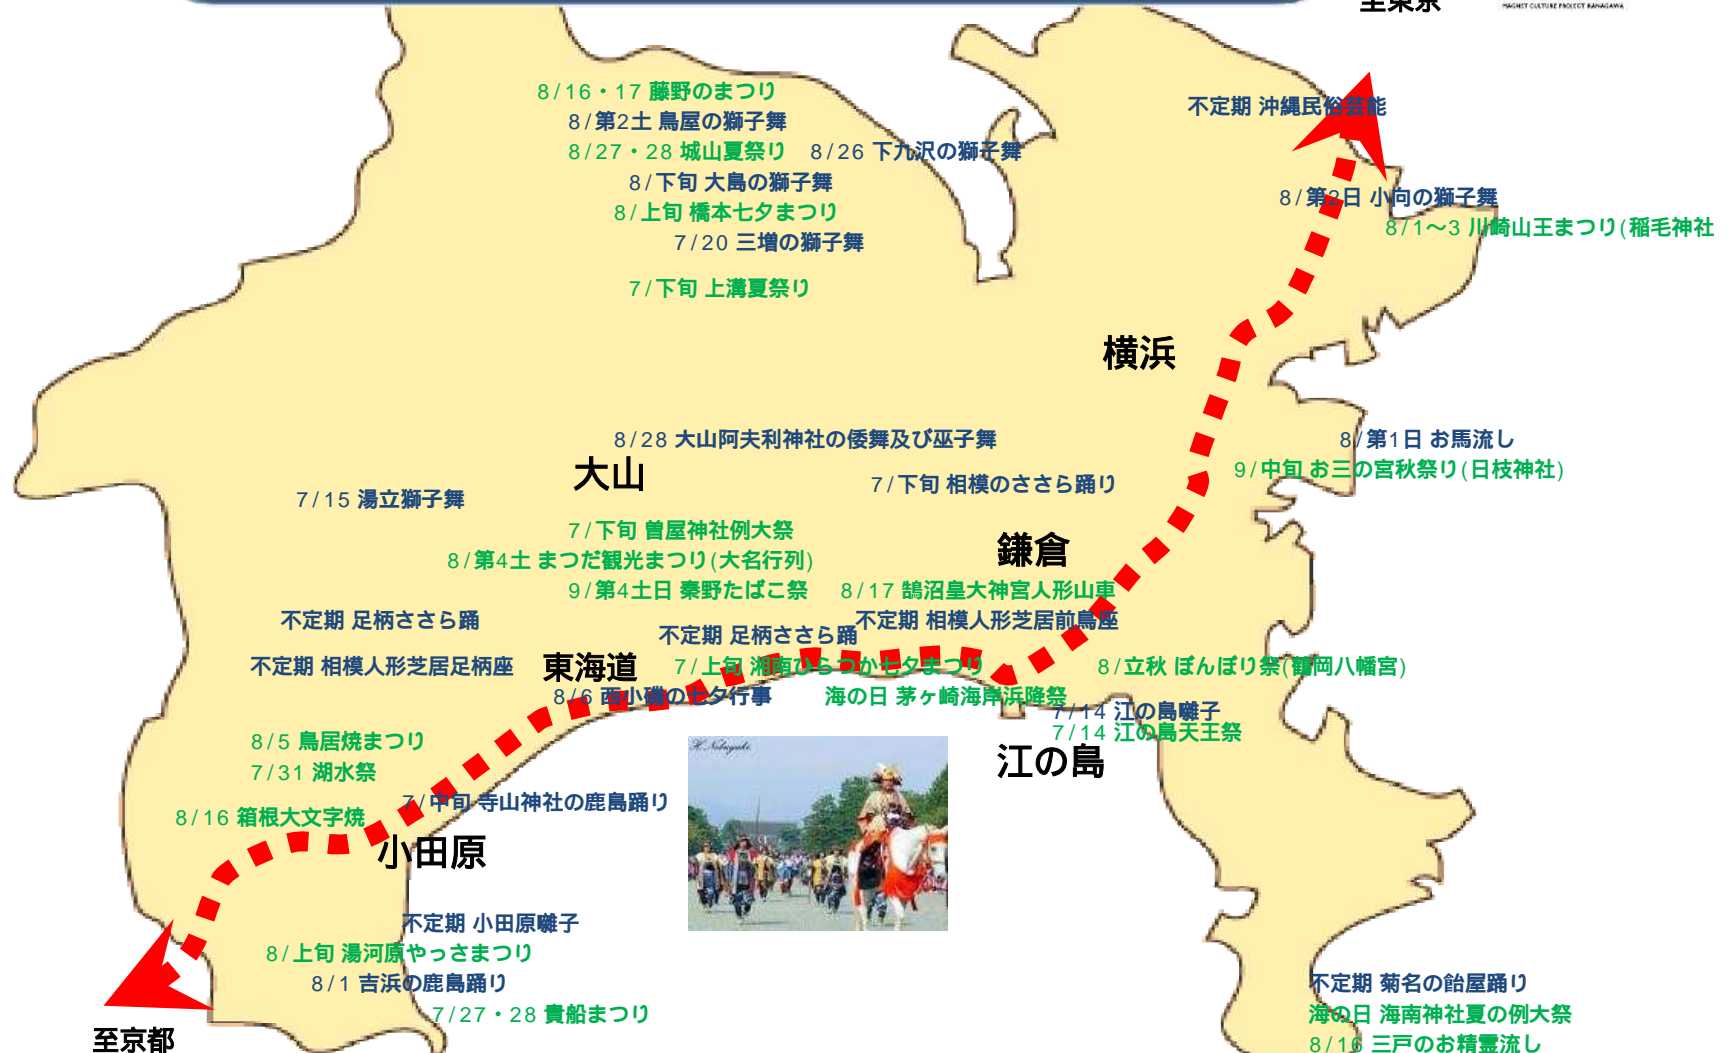 至東京
MAGNET CULTURE PROJECT KANAGAWA
8/16・17 藤野のまつり
不定期 沖縄民俗芸能
8/第2土 鳥屋の獅子舞
8/27・28 城山夏祭り
8/26 下九沢の獅子舞
8/下旬 大島の獅子舞
8/第2日 小向の獅子舞
8/上旬 橋本七夕まつり
8/1～3 川崎山王まつり(稲毛神社
7/20 三増の獅子舞
7/下旬 上溝夏祭り
横浜
8/28 大山阿夫利神社の倭舞及び巫子舞
8/第1日 お馬流し
大山
9/中旬 お三の宮秋祭り(日枝神社)
7/下旬 相模のささら踊り
7/15 湯立獅子舞
7/下旬 曽屋神社例大祭
鎌倉
8/第4土 まつだ観光まつり(大名行列)
9/第4土日 秦野たばこ祭
8/17 鵠沼皇大神宮人形山車
不定期 足柄ささら踊
不定期 相模人形芝居前鳥座
不定期 足柄ささら踊
不定期 相模人形芝居足柄座
東海道
7/上旬 湘南ひらつか七夕まつり
8/立秋 ぼんぼり祭(鶴岡八幡宮)
8/6 西小磯の七夕行事
海の日 茅ヶ崎海岸浜降祭
7/14 江の島囃子
7/14 江の島天王祭
8/5 鳥居焼まつり
江の島
7/31 湖水祭
7/中旬 寺山神社の鹿島踊り
8/16 箱根大文字焼
小田原
不定期 小田原囃子
8/上旬 湯河原やっさまつり
8/1 吉浜の鹿島踊り
不定期 菊名の飴屋踊り
7/27・28 貴船まつり
海の日 海南神社夏の例大祭
至京都
8/16 三戸のお精霊流し